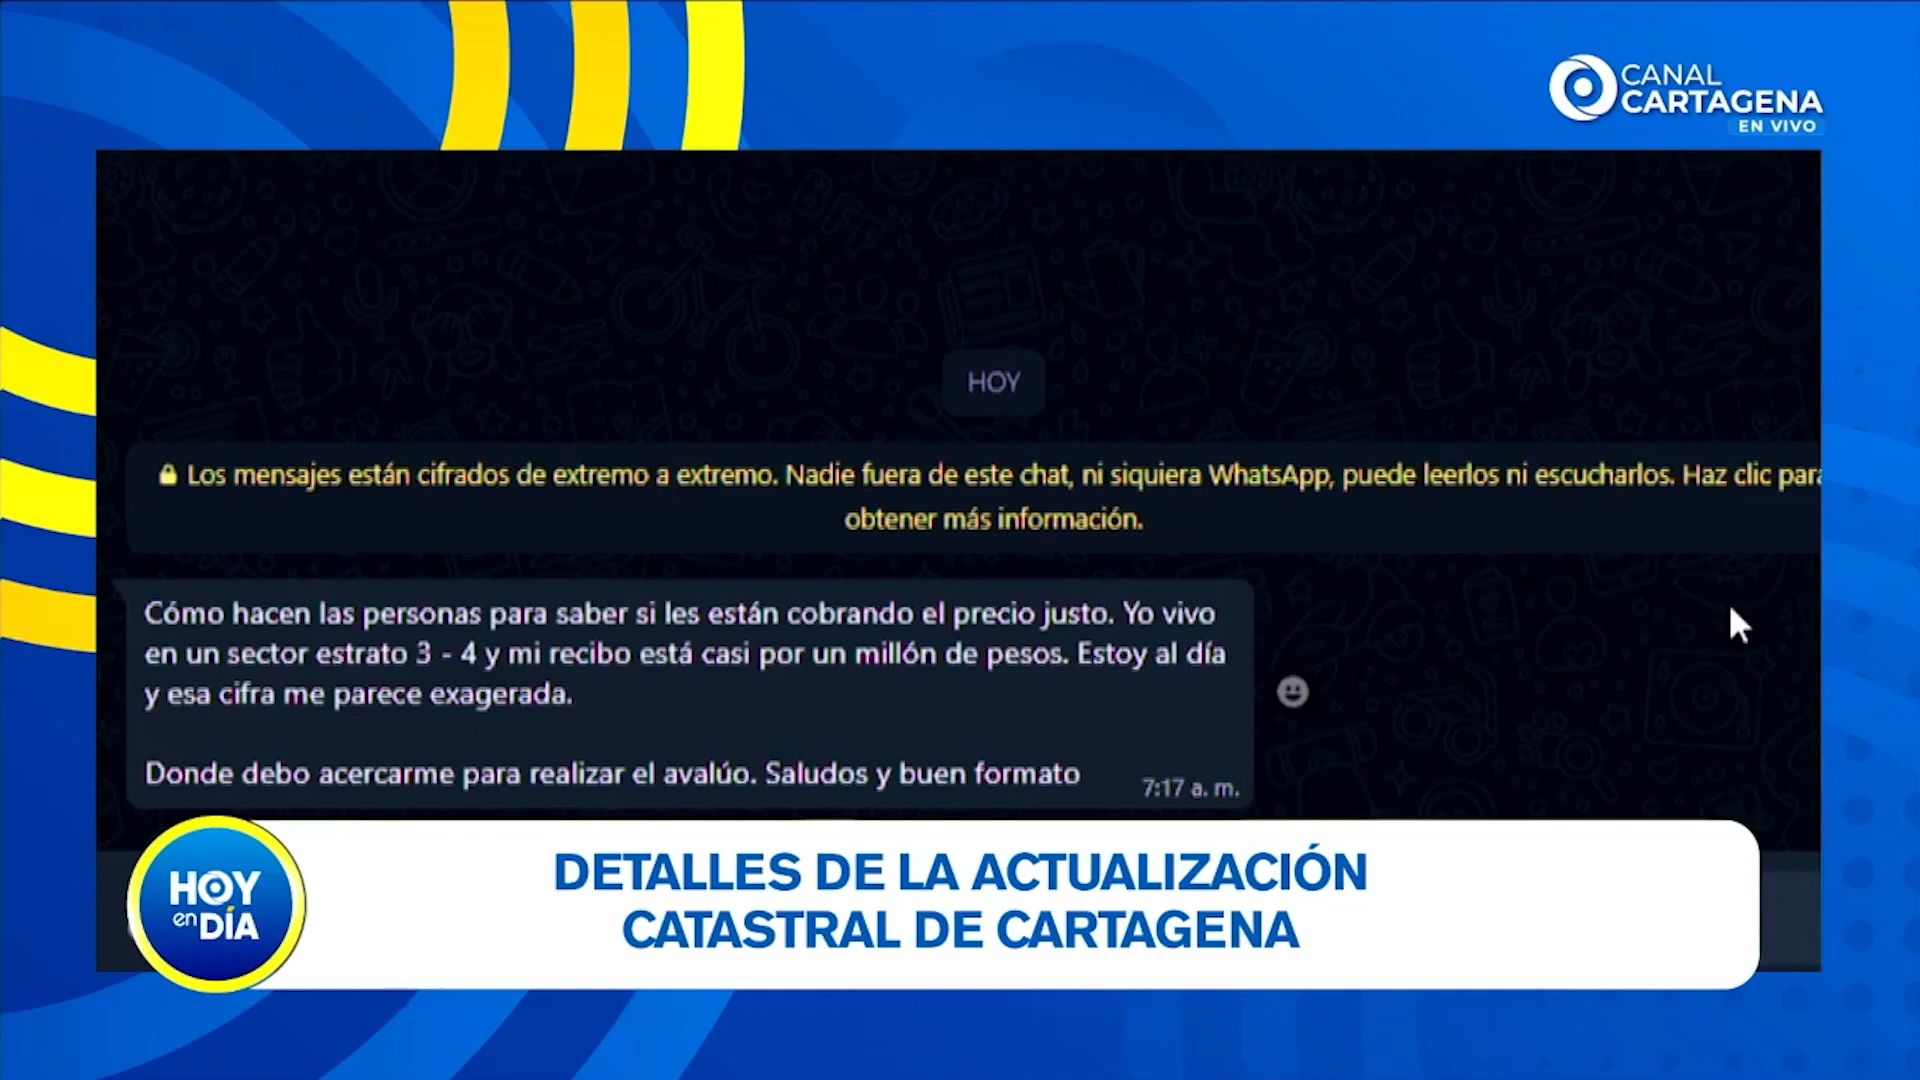 CANAL
CARTAGENA
EN VIVO
HOY
Los mensajes están cifrados de extremo a extremo. Nadie fuera de este chat, ni siquiera WhatsApp, puede leerlos ni escucharlos. Haz clic para
obtener más información.
Cómo hacen las personas para saber si les están cobrando el precio justo. Yo vivo
en un sector estrato 3 - 4 y mi recibo está casi por un millón de pesos. Estoy al día
y esa cifra me parece exagerada.
Donde debo acercarme para realizar el avalúo. Saludos y buen formato
7:17 a. m.
HOY
en DÍA
DETALLES DE LA ACTUALIZACIÓN
CATASTRAL DE CARTAGENA